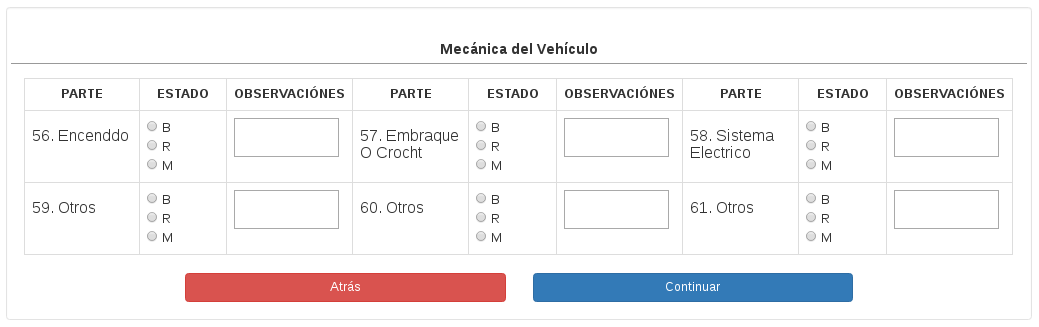 Mecánica del Vehículo
PARTE ESTADO OBSERVACIÓNES PARTE ESTADO OBSERVACIÓNES PARTE ESTADO OBSERVACIÓNES
56. Encenddo
B
R
M
57. Embraque
O Crocht
B
R
M
58. Sistema
Electrico
B
R
M
59. Otros
B
R
M
60. Otros
B
R
M
61. Otros
B
R
M
Atrás
Continuar